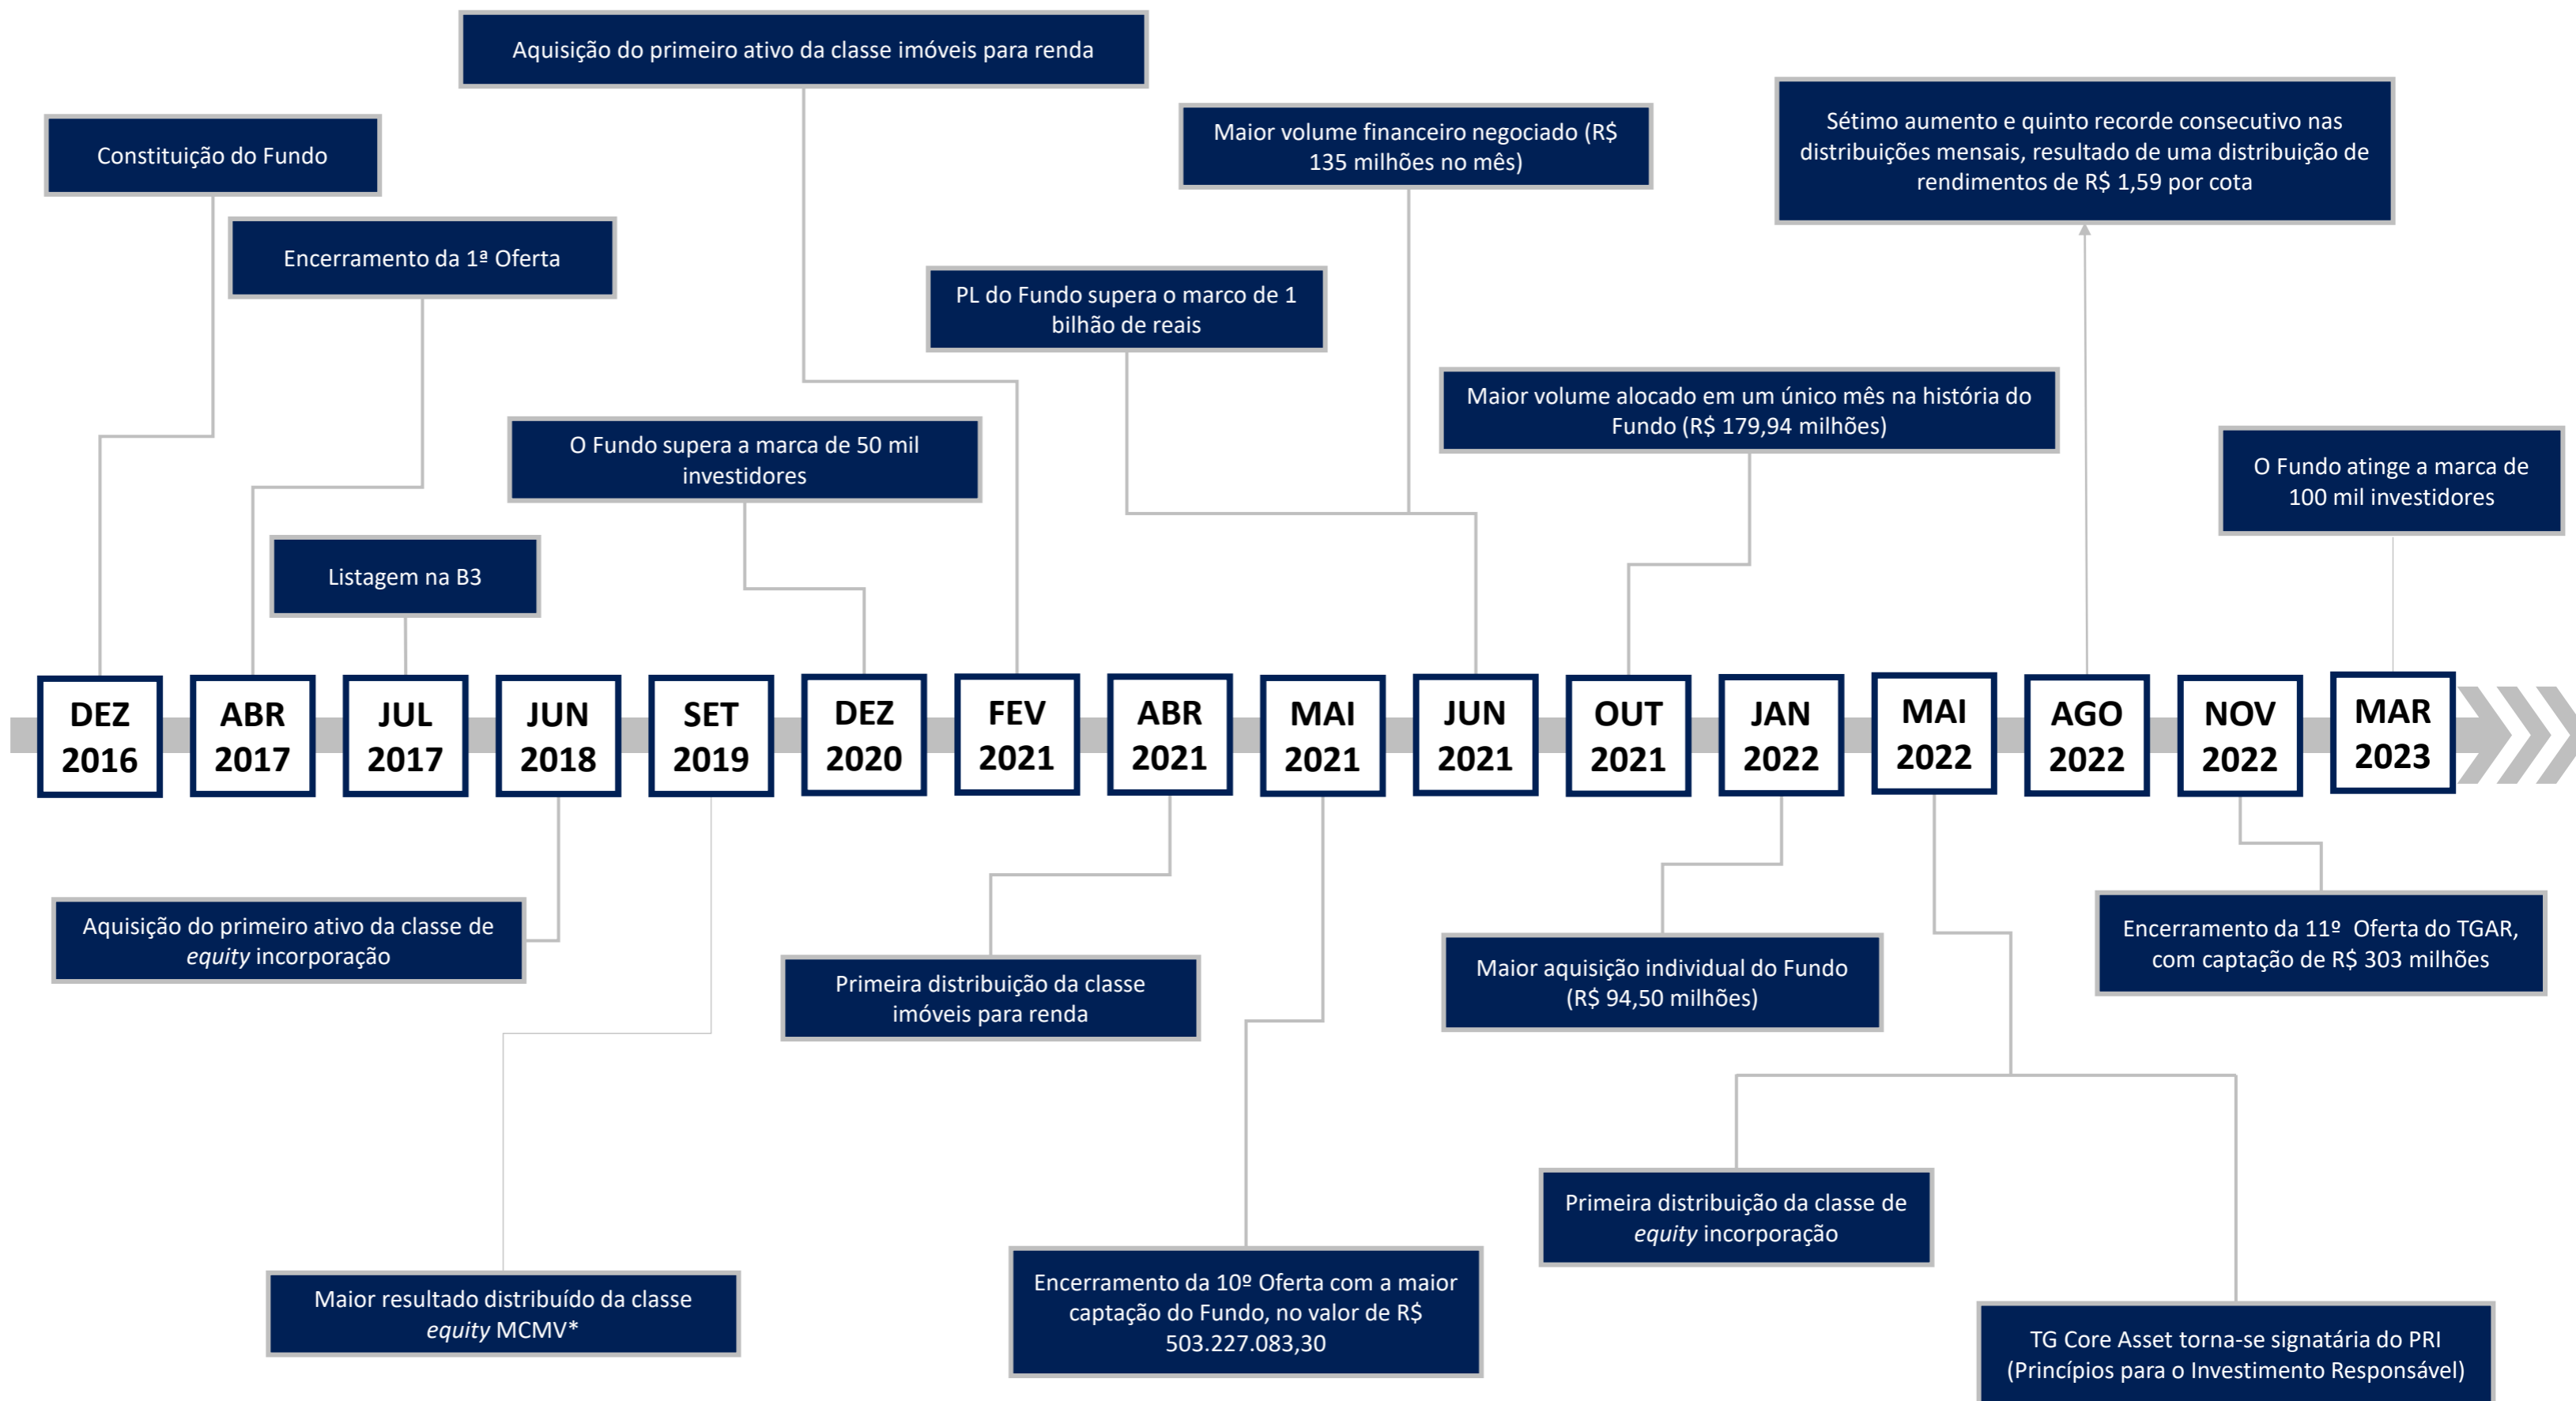 Aquisição do primeiro ativo da classe imóveis para renda
Constituição do Fundo
Maior volume financeiro negociado (R$
135 milhões no mês)
Sétimo aumento e quinto recorde consecutivo nas
distribuições mensais, resultado de uma distribuição de
rendimentos de R$ 1,59 por cota
Encerramento da 1ª Oferta
PL do Fundo supera o marco de 1
bilhão de reais
Maior volume alocado em um único mês na história do
Fundo (R$ 179,94 milhões)
O Fundo supera a marca de 50 mil
investidores
O Fundo atinge a marca de
100 mil investidores
Listagem na B3
DEZ
2016
ABR
2017
JUL
2017
JUN
2018
SET
2019
DEZ
2020
FEV
2021
ABR
2021
MAI
2021
JUN
2021
OUT
2021
JAN
2022
MAI
2022
AGO
2022
NOV
2022
MAR
2023
Aquisição do primeiro ativo da classe de
equity incorporação
Primeira distribuição da classe
imóveis para renda
Maior aquisição individual do Fundo
(R$ 94,50 milhões)
Encerramento da 11º  Oferta do TGAR,
com captação de R$ 303 milhões
Primeira distribuição da classe de
equity incorporação
Maior resultado distribuído da classe
equity MCMV*
Encerramento da 10º Oferta com a maior
captação do Fundo, no valor de R$
503.227.083,30
TG Core Asset torna-se signatária do PRI
(Princípios para o Investimento Responsável)